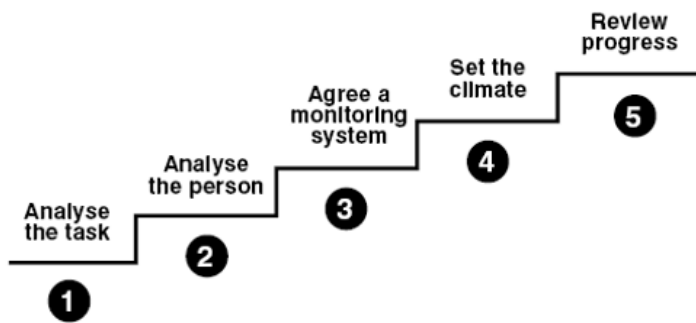 Analyse
the task
1
Analyse
the person
2
Agree a
monitoring
system
3
Set the
climate
4
Review
progress
5